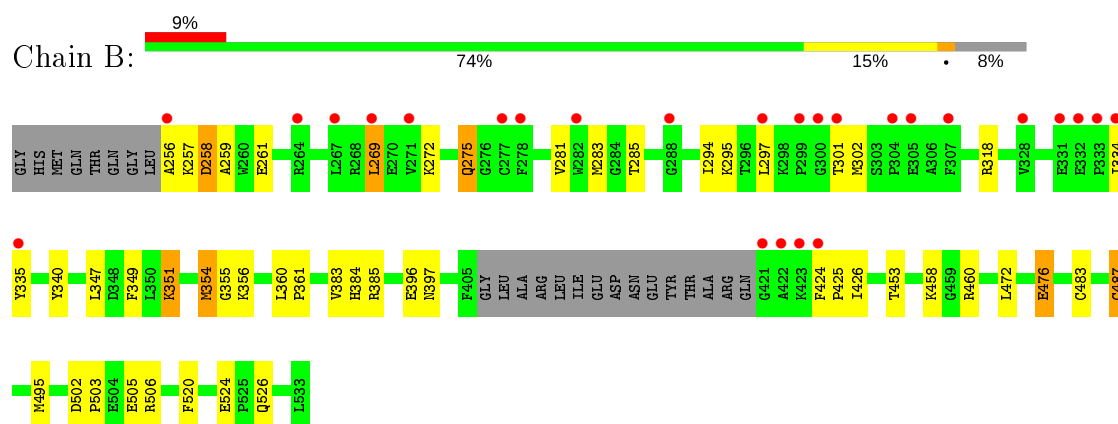 9%
Chain B:
74% 15% • 8%
GLY HIS MET GLN THR GLN GLY LEU A256 K257 D258 A259 W260 E261 R264 L267 R268 L269 E270 V271 K272 Q275 G276 C277 F278 V281 W282 M283 G284 T285 G288 I294 K295 T296 L297 K298 P299 G300 T301 M302 S303 P304 E305 A306 F307 R318 V328 E331 E332 P333 I334
Y335 Y340 L347 D348 F349 L350 K351 M354 G355 K356 L360 P361 V383 H384 R385 E396 N397 F405 GLY LEU ALA ARG LEU ILE GLU ASP ASN GLU TYR THR ALA ARG GLN G421 A422 K423 F424 P425 I426 T453 K458 G459 R460 L472 E476 C483 C487
M495 D502 P503 E504 E505 R506 F520 E524 P525 Q526 L533